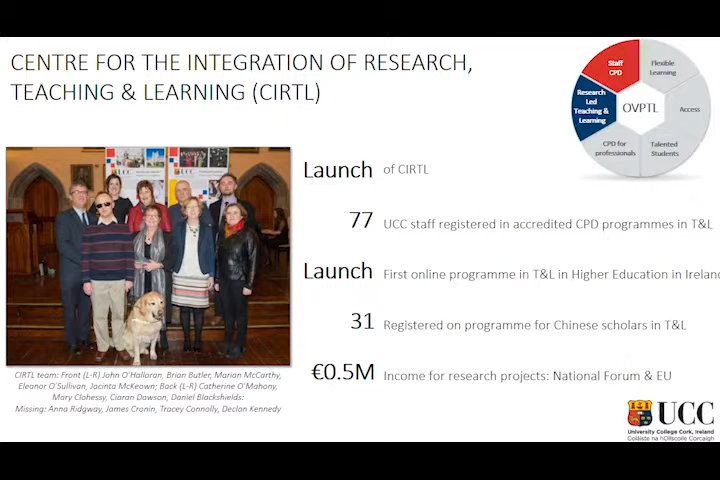 CENTRE FOR THE INTEGRATION OF RESEARCH,
TEACHING & LEARNING (CIRTL)
Staff
CPD
Flexible
Learning
Research
Led
Teaching &
Learning
OVPTL
Access
CPD for
professionals
Talented
Students
UCC
Launch of CIRTL
77 UCC staff registered in accredited CPD programmes in T&L
Launch First online programme in T&L in Higher Education in Ireland
31 Registered on programme for Chinese scholars in T&L
€0.5M Income for research projects: National Forum & EU
CIRTL team: Front (L-R) John O'Halloran, Brian Butler, Marian McCarthy,
Eleanor O'Sullivan, Jacinta McKeown; Back (L-R) Catherine O'Mahony,
Mary Clohessy, Ciaran Dawson, Daniel Blackshields:
Missing: Anna Ridgway, James Cronin, Tracey Connolly, Declan Kennedy
UCC
University College Cork, Ireland
Coláiste na hOllscoile Corcaigh